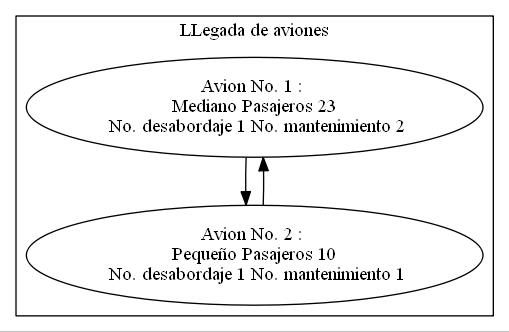 LLegada de aviones
Avion No. 1 :
Mediano Pasajeros 23
No. desabordaje 1 No. mantenimiento 2
Avion No. 2 :
Pequeño Pasajeros 10
No. desabordaje 1 No. mantenimiento 1